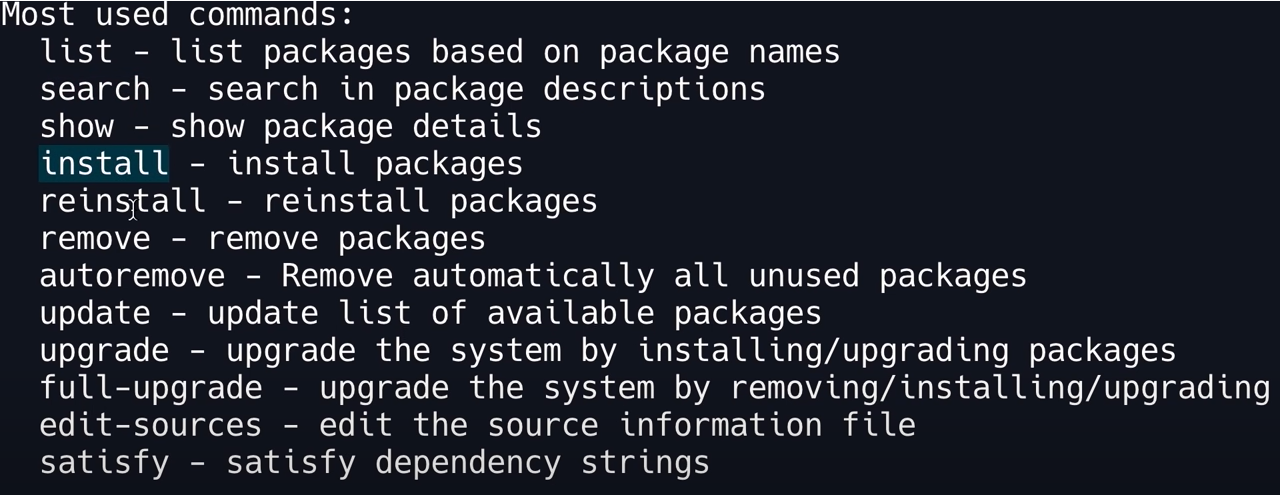 Most used commands:
  list - list packages based on package names
  search - search in package descriptions
  show - show package details
  install - install packages
  reinstall - reinstall packages
  remove - remove packages
  autoremove - Remove automatically all unused packages
  update - update list of available packages
  upgrade - upgrade the system by installing/upgrading packages
  full-upgrade - upgrade the system by removing/installing/upgrading
  edit-sources - edit the source information file
  satisfy - satisfy dependency strings